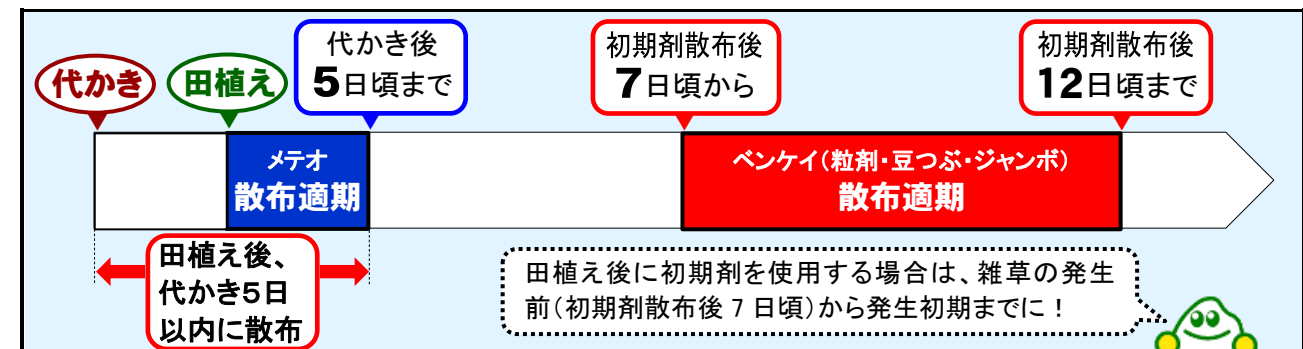 代かき
田植え
代かき後
5日頃まで
初期剤散布後
7日頃から
初期剤散布後
12日頃まで
メテオ
散布適期
ベンケイ(粒剤・豆つぶ・ジャンボ)
散布適期
田植え後、
代かき5日
以内に散布
田植え後に初期剤を使用する場合は、雑草の発生
前(初期剤散布後7日頃)から発生初期までに!